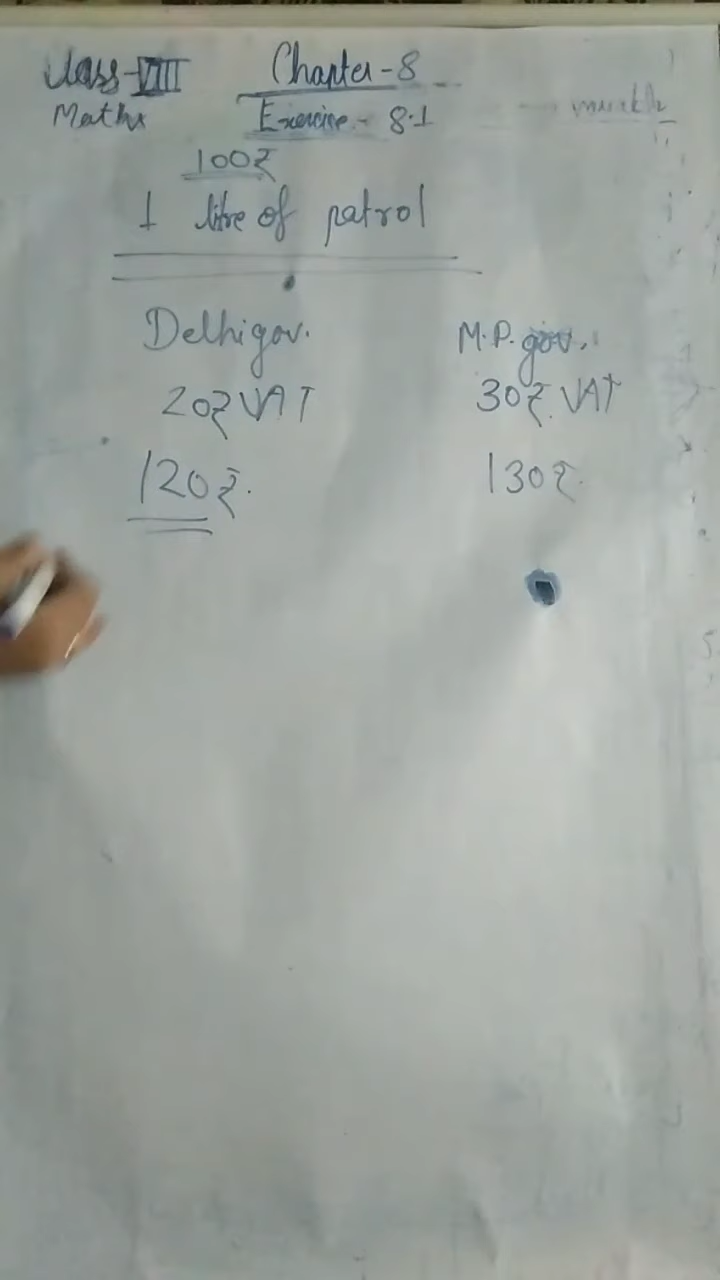 Class-VIII Chapter-8
Maths Exercise - 8.1
100₹
1 litre of patrol
Delhi gov. M.P. gov.
20₹ VAT 30₹ VAT
120₹. 130₹.